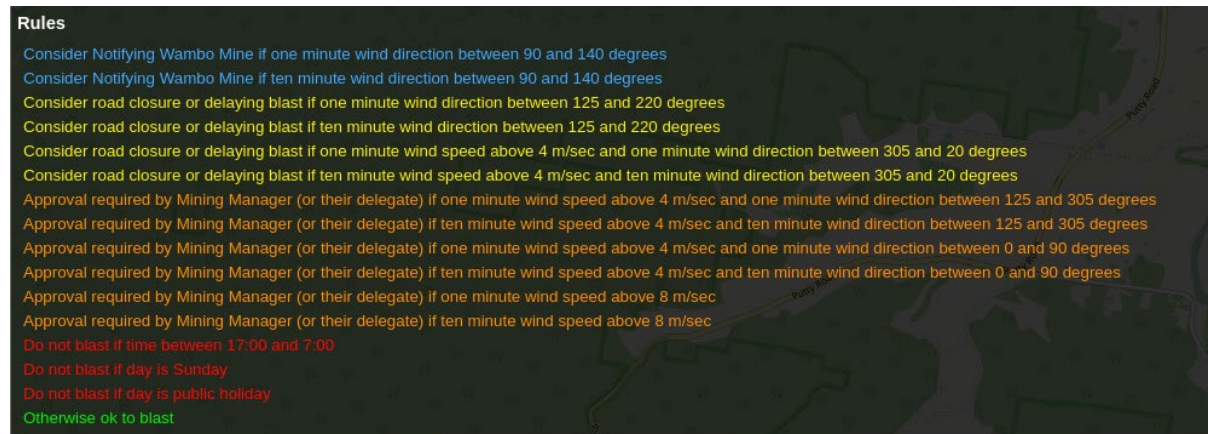 Rules
Consider Notifying Wambo Mine if one minute wind direction between 90 and 140 degrees
Consider Notifying Wambo Mine if ten minute wind direction between 90 and 140 degrees
Consider road closure or delaying blast if one minute wind direction between 125 and 220 degrees
Consider road closure or delaying blast if ten minute wind direction between 125 and 220 degrees
Consider road closure or delaying blast if one minute wind speed above 4 m/sec and one minute wind direction between 305 and 20 degrees
Consider road closure or delaying blast if ten minute wind speed above 4 m/sec and ten minute wind direction between 305 and 20 degrees
Approval required by Mining Manager (or their delegate) if one minute wind speed above 4 m/sec and one minute wind direction between 125 and 305 degrees
Approval required by Mining Manager (or their delegate) if ten minute wind speed above 4 m/sec and ten minute wind direction between 125 and 305 degrees
Approval required by Mining Manager (or their delegate) if one minute wind speed above 4 m/sec and one minute wind direction between 0 and 90 degrees
Approval required by Mining Manager (or their delegate) if ten minute wind speed above 4 m/sec and ten minute wind direction between 0 and 90 degrees
Approval required by Mining Manager (or their delegate) if one minute wind speed above 8 m/sec
Approval required by Mining Manager (or their delegate) if ten minute wind speed above 8 m/sec
Do not blast if time between 17:00 and 7:00
Do not blast if day is Sunday
Do not blast if day is public holiday
Otherwise ok to blast
Putty Road
Putty Road